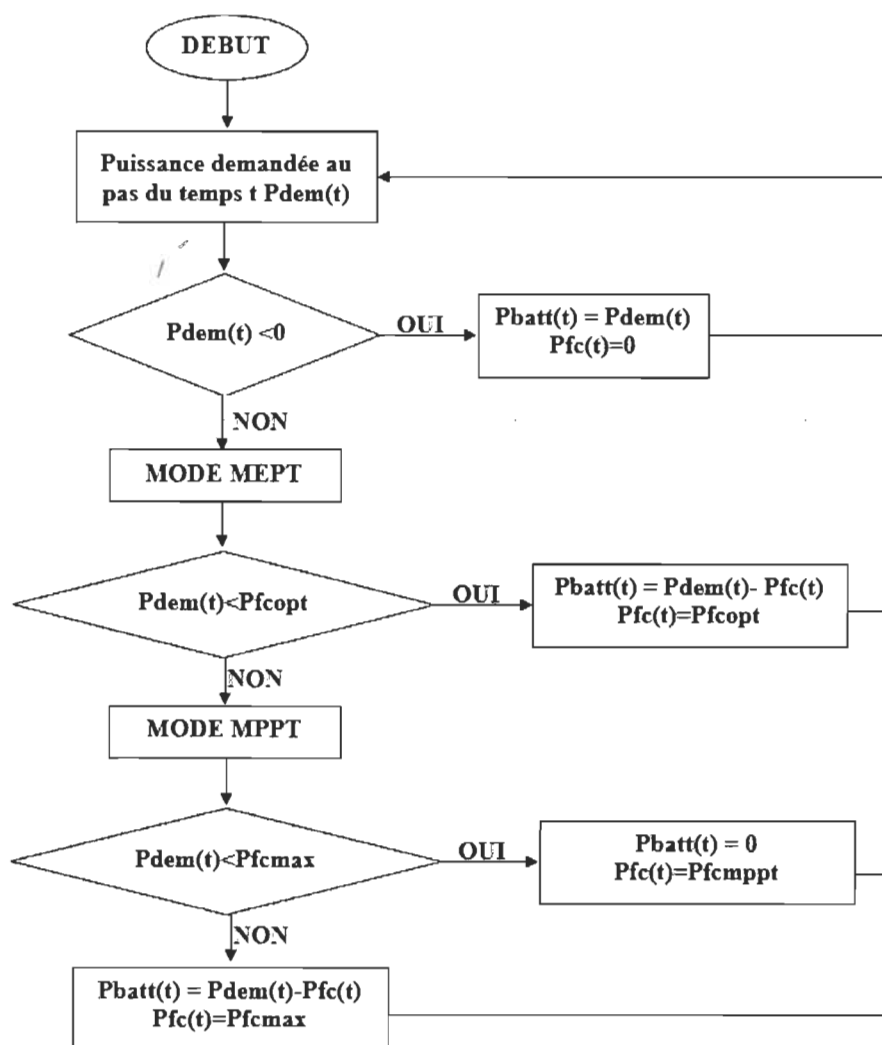 DEBUT
Puissance demandée au
pas du temps t Pdem(t)
Pdem(t) <0
OUI
Pbatt(t) = Pdem(t)
Pfc(t)=0
NON
MODE MEPT
Pdem(t)<Pfcopt
OUI
Pbatt(t) = Pdem(t)- Pfc(t)
Pfc(t)=Pfcopt
NON
MODE MPPT
Pdem(t)<Pfcmax
OUI
Pbatt(t) = 0
Pfc(t)=Pfcmppt
NON
Pbatt(t) = Pdem(t)-Pfc(t)
Pfc(t)=Pfcmax